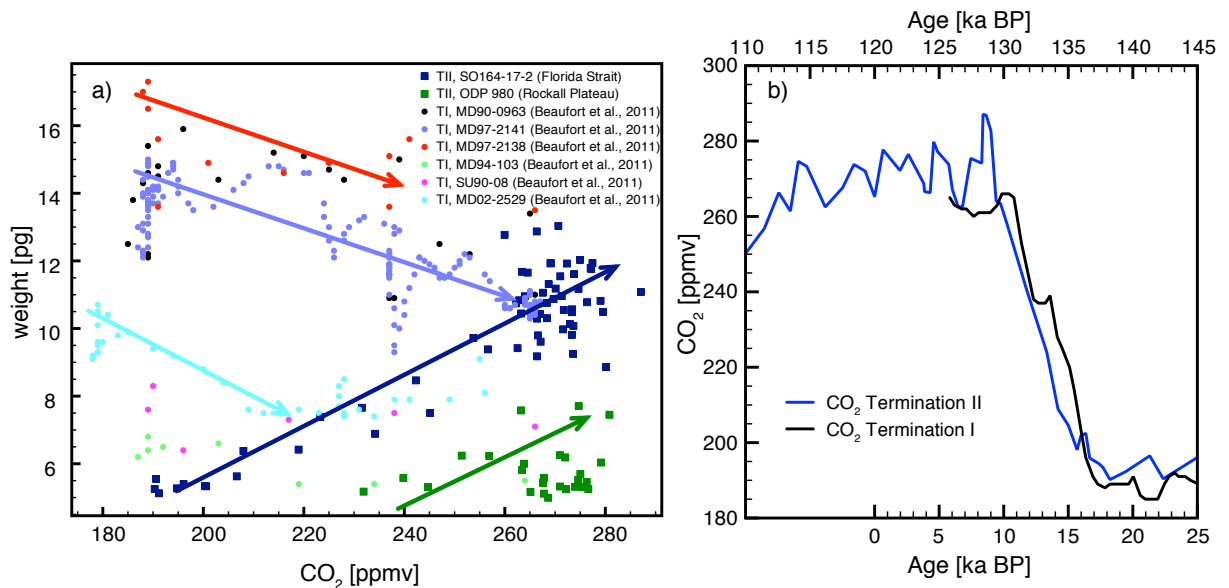 a)
TII, SO164-17-2 (Florida Strait)
TII, ODP 980 (Rockall Plateau)
TI, MD90-0963 (Beaufort et al., 2011)
TI, MD97-2141 (Beaufort et al., 2011)
TI, MD97-2138 (Beaufort et al., 2011)
TI, MD94-103 (Beaufort et al., 2011)
TI, SU90-08 (Beaufort et al., 2011)
TI, MD02-2529 (Beaufort et al., 2011)
weight [pg]
16
14
12
10
8
6
180 200 220 240 260 280
CO2 [ppmv]
Age [ka BP]
110 115 120 125 130 135 140 145
b)
CO2 [ppmv]
300
280
260
240
220
200
180
CO2 Termination II
CO2 Termination I
0 5 10 15 20 25
Age [ka BP]